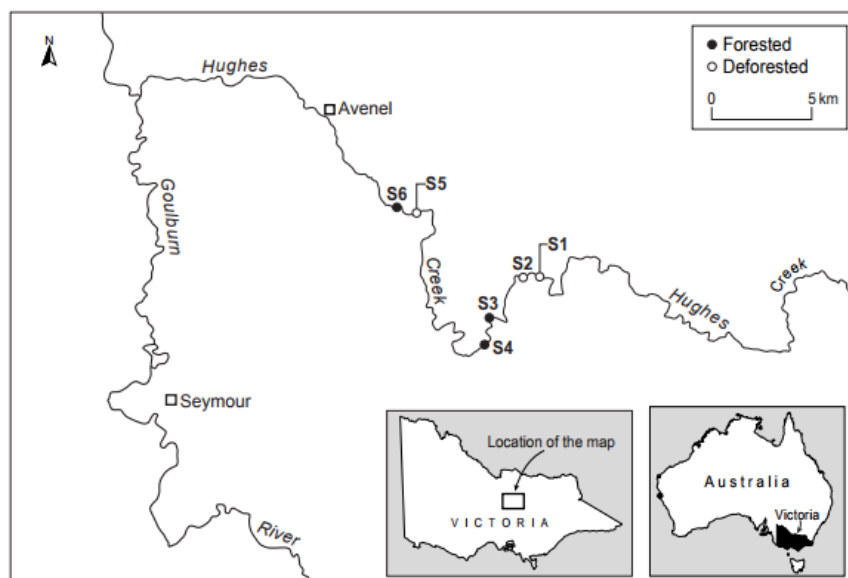 N
Hughes
Avenel
Forested
Deforested
0 5 km
S6
S5
Goulburn
S2
S1
Creek
Creek
Hughes
S3
S4
Seymour
River
Location of the map
VICTORIA
Australia
Victoria